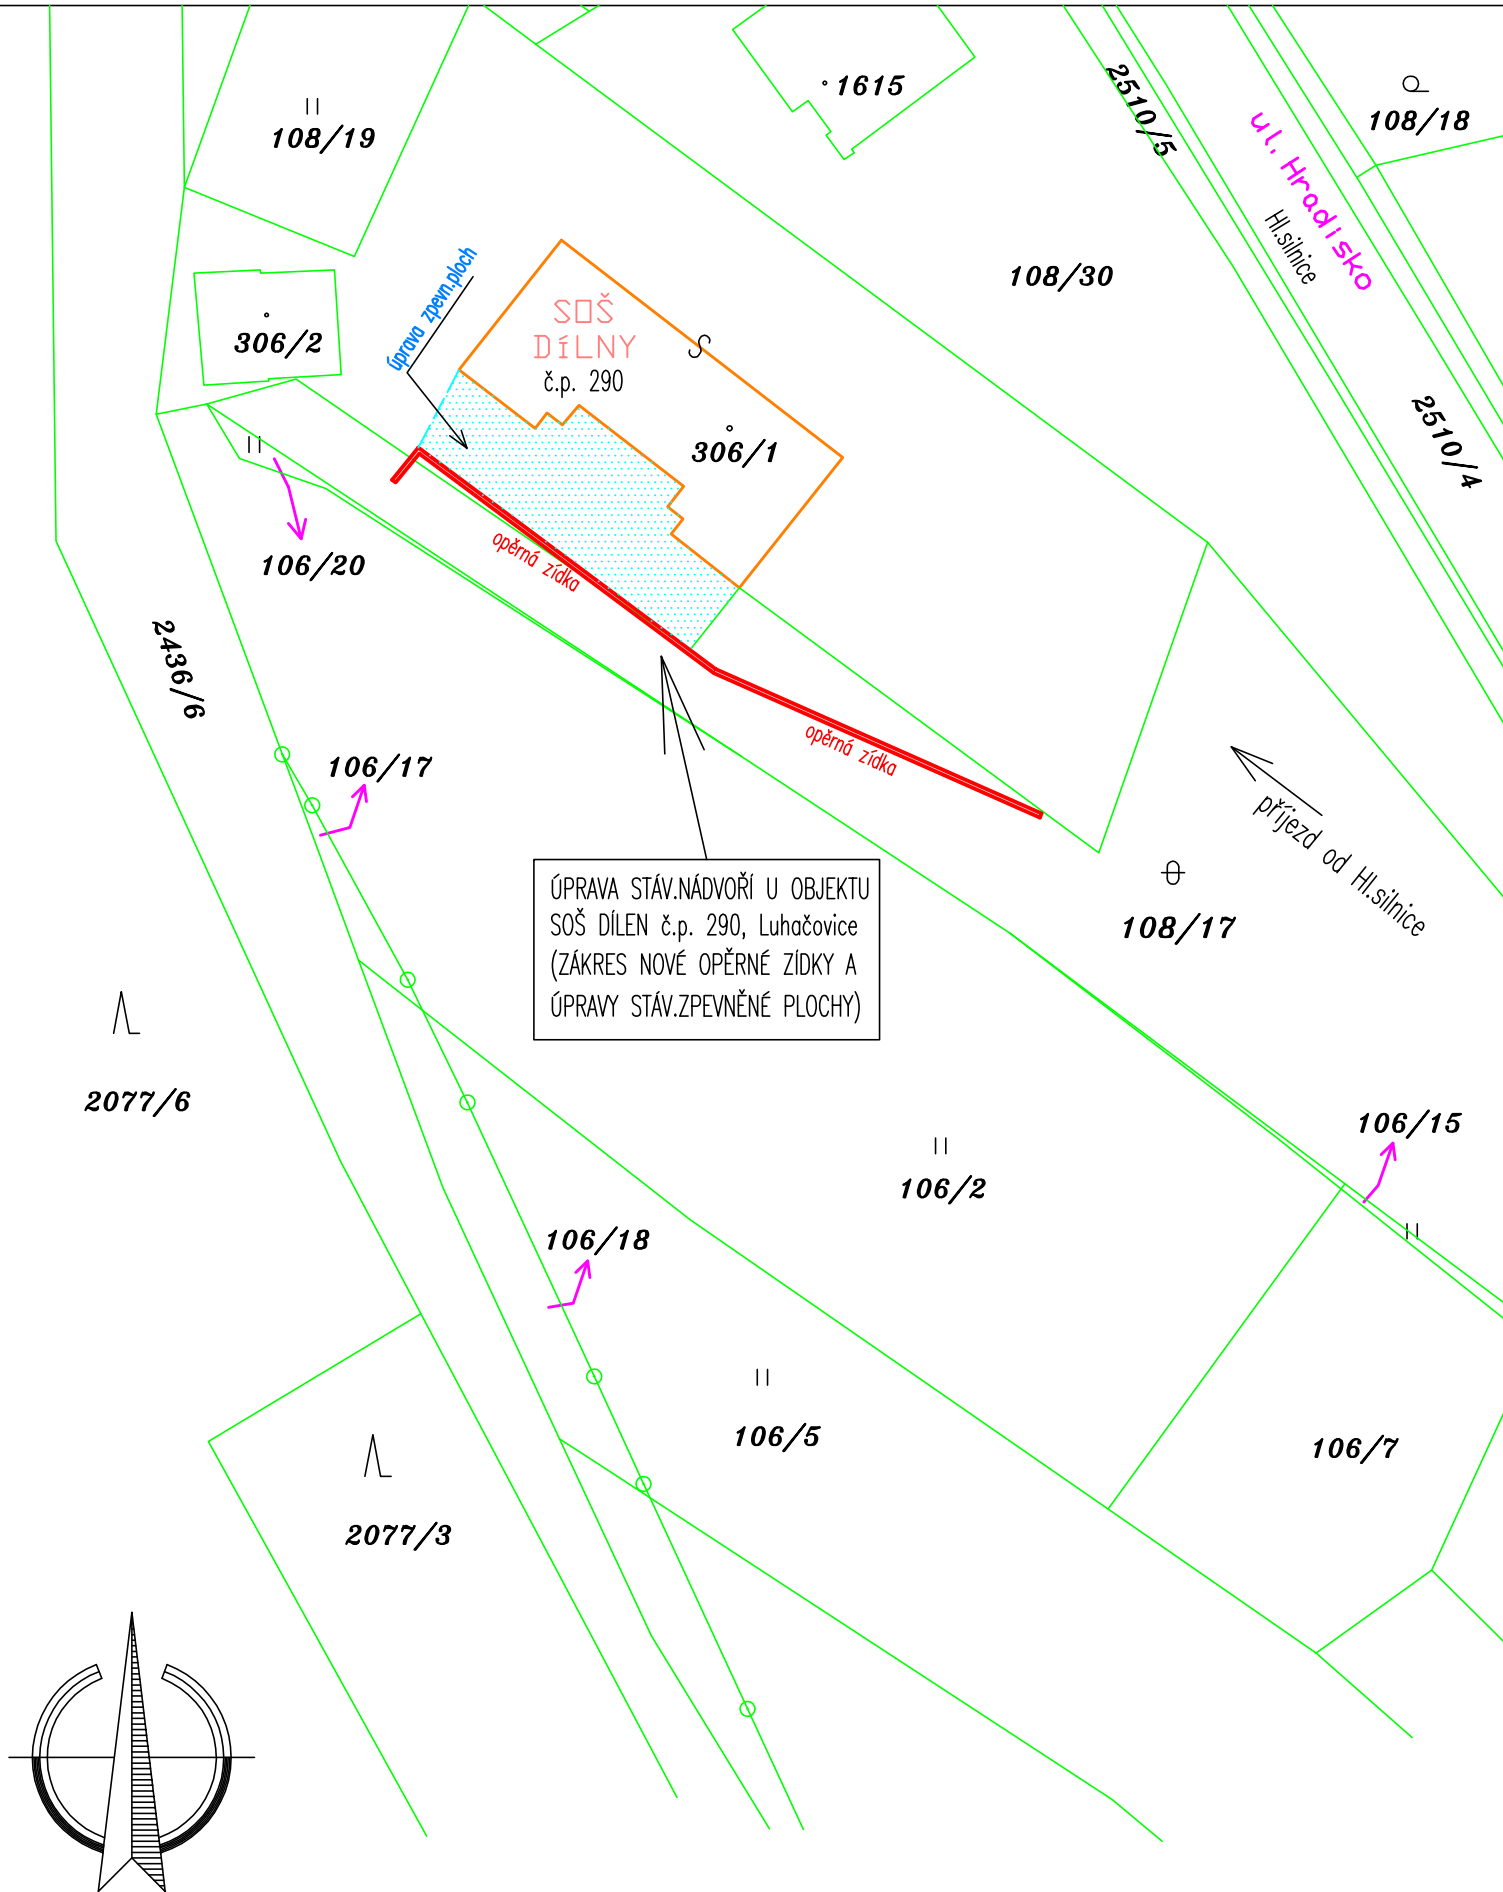 1615
2510/5
108/18
108/19
ul. Hradisko
Hl.silnice
108/30
úprava zpevn.ploch
SOŠ
DÍLNY
č.p. 290
306/2
306/1
2510/4
opěrná zídka
106/20
2436/6
opěrná zídka
106/17
příjezd od Hl.silnice
ÚPRAVA STÁV.NÁDVOŘÍ U OBJEKTU
SOŠ DÍLEN č.p. 290, Luhačovice
(ZÁKRES NOVÉ OPĚRNÉ ZÍDKY A
ÚPRAVY STÁV.ZPEVNĚNÉ PLOCHY)
108/17
2077/6
106/15
106/2
106/18
106/5
106/7
2077/3